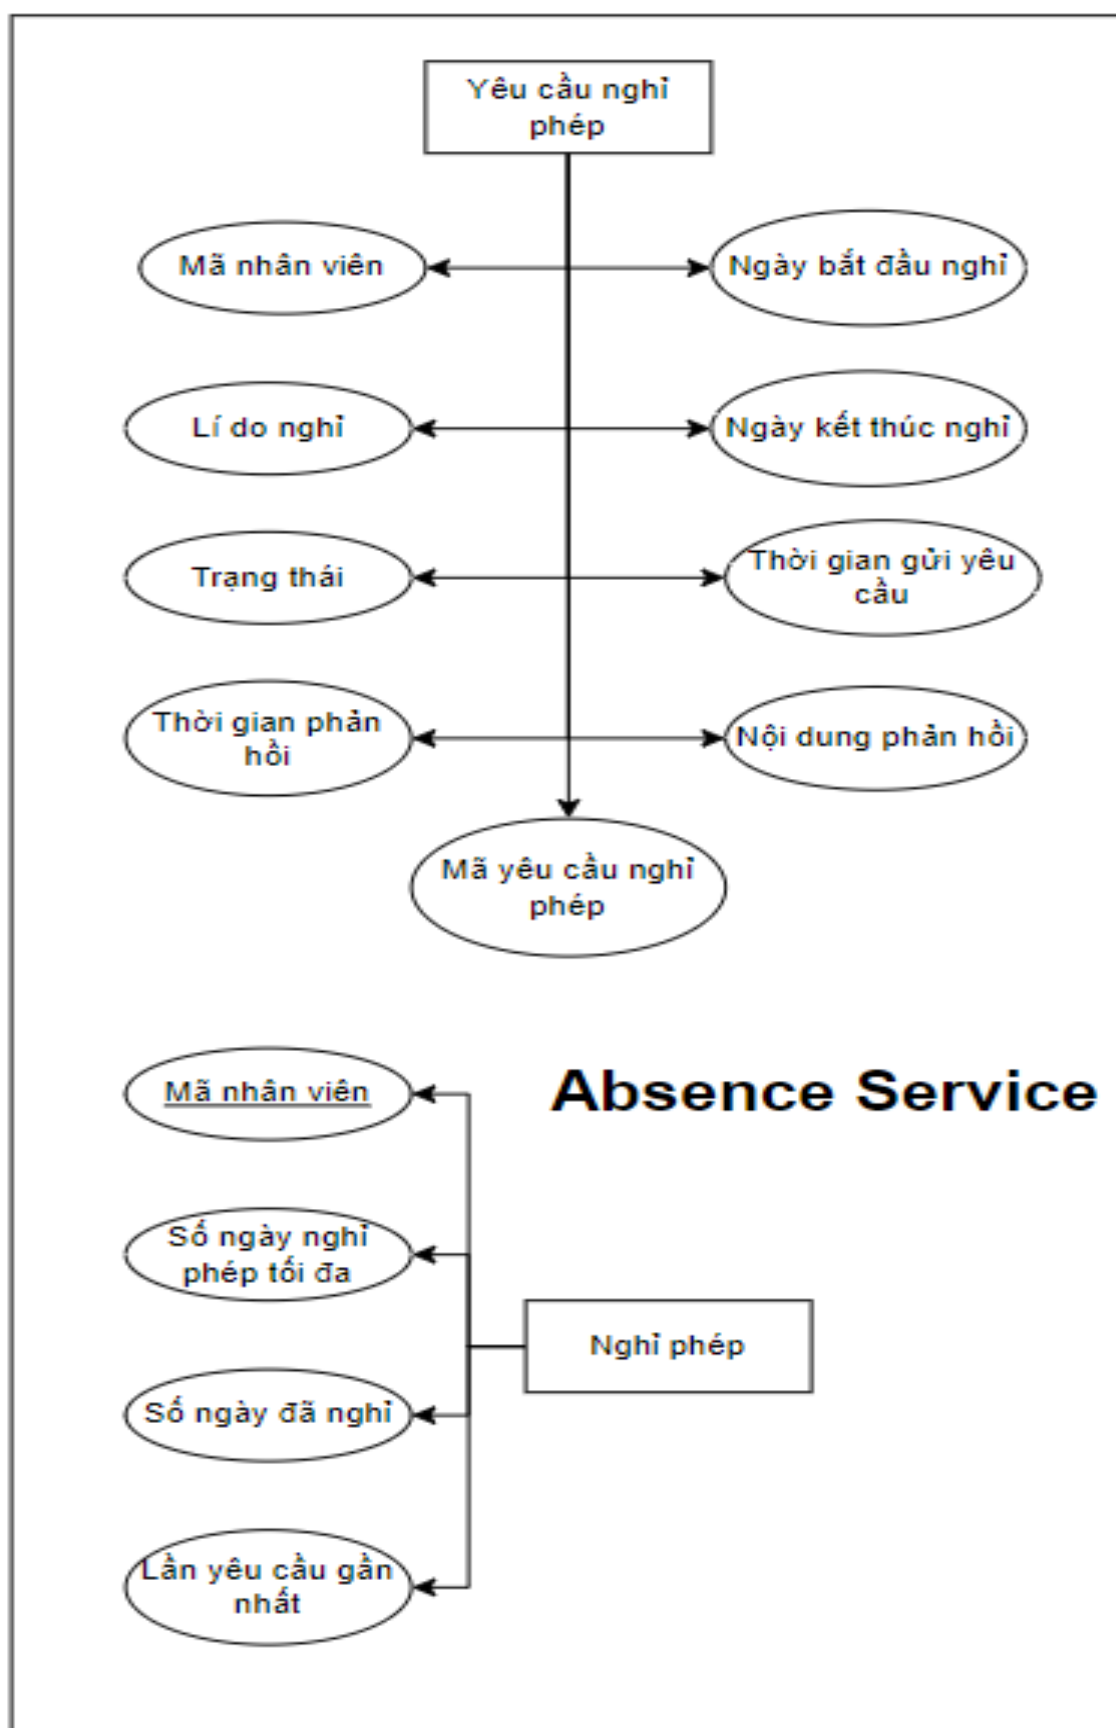 Yêu cầu nghỉ
phép
Mã nhân viên
Ngày bắt đầu nghỉ
Lí do nghỉ
Ngày kết thúc nghỉ
Trạng thái
Thời gian gửi yêu
cầu
Thời gian phản
hồi
Nội dung phản hồi
Mã yêu cầu nghỉ
phép
Mã nhân viên
Absence Service
Số ngày nghỉ
phép tối đa
Nghỉ phép
Số ngày đã nghỉ
Lần yêu cầu gần
nhất